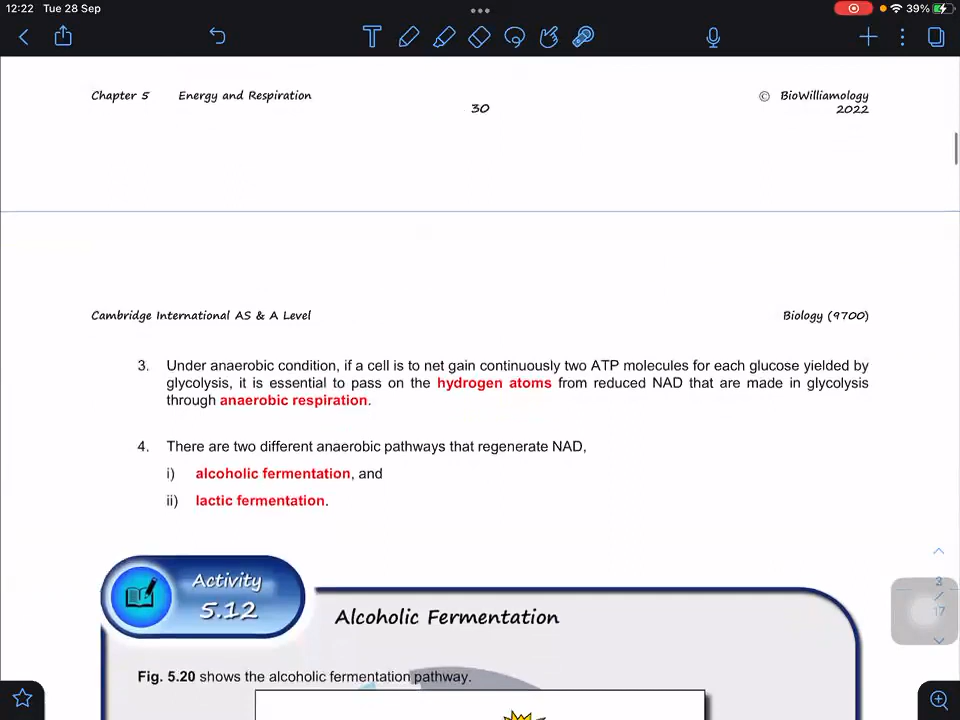 12:22 Tue 28 Sep
39%
Chapter 5 Energy and Respiration
© BioWilliamology
30
2022
Cambridge International AS & A Level
Biology (9700)
3. Under anaerobic condition, if a cell is to net gain continuously two ATP molecules for each glucose yielded by
glycolysis, it is essential to pass on the hydrogen atoms from reduced NAD that are made in glycolysis
through anaerobic respiration.
4. There are two different anaerobic pathways that regenerate NAD,
i) alcoholic fermentation, and
ii) lactic fermentation.
Activity
5.12
Alcoholic Fermentation
Fig. 5.20 shows the alcoholic fermentation pathway.
3
/
17